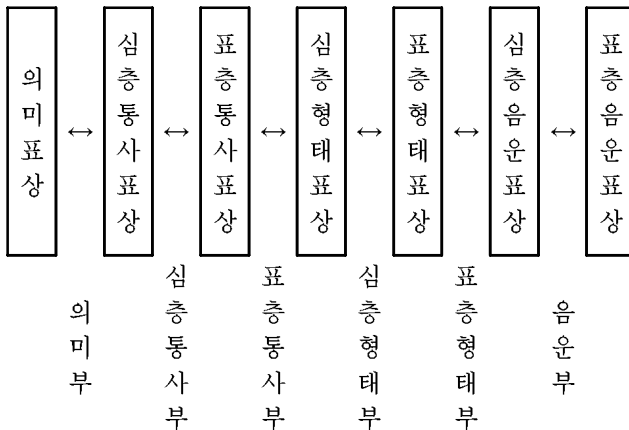 의미표상
↔
심층통사표상
↔
표층통사표상
↔
심층형태표상
↔
표층형태표상
↔
심층음운표상
↔
표층음운표상
의미부
심층통사부
표층통사부
심층형태부
표층형태부
음운부